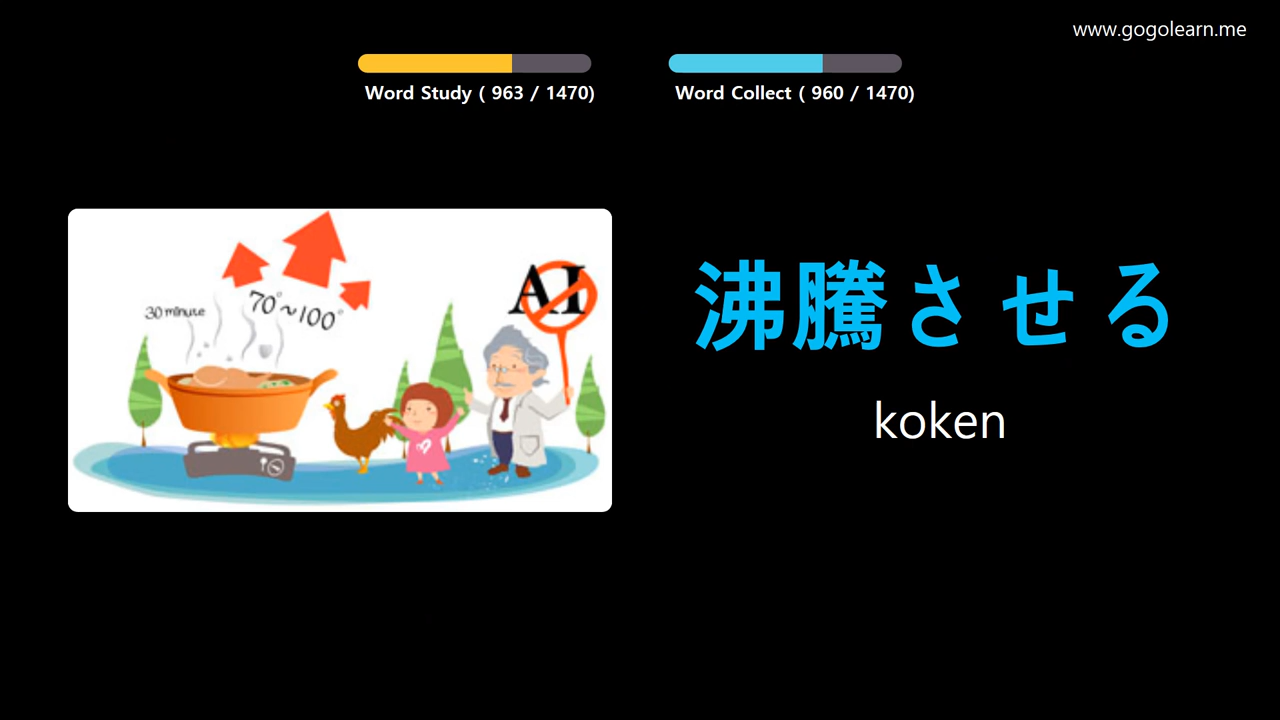 www.gogolearn.me
Word Study ( 963 / 1470)
Word Collect ( 960 / 1470)
30 minute
70°~100°
AI
沸騰させる
koken